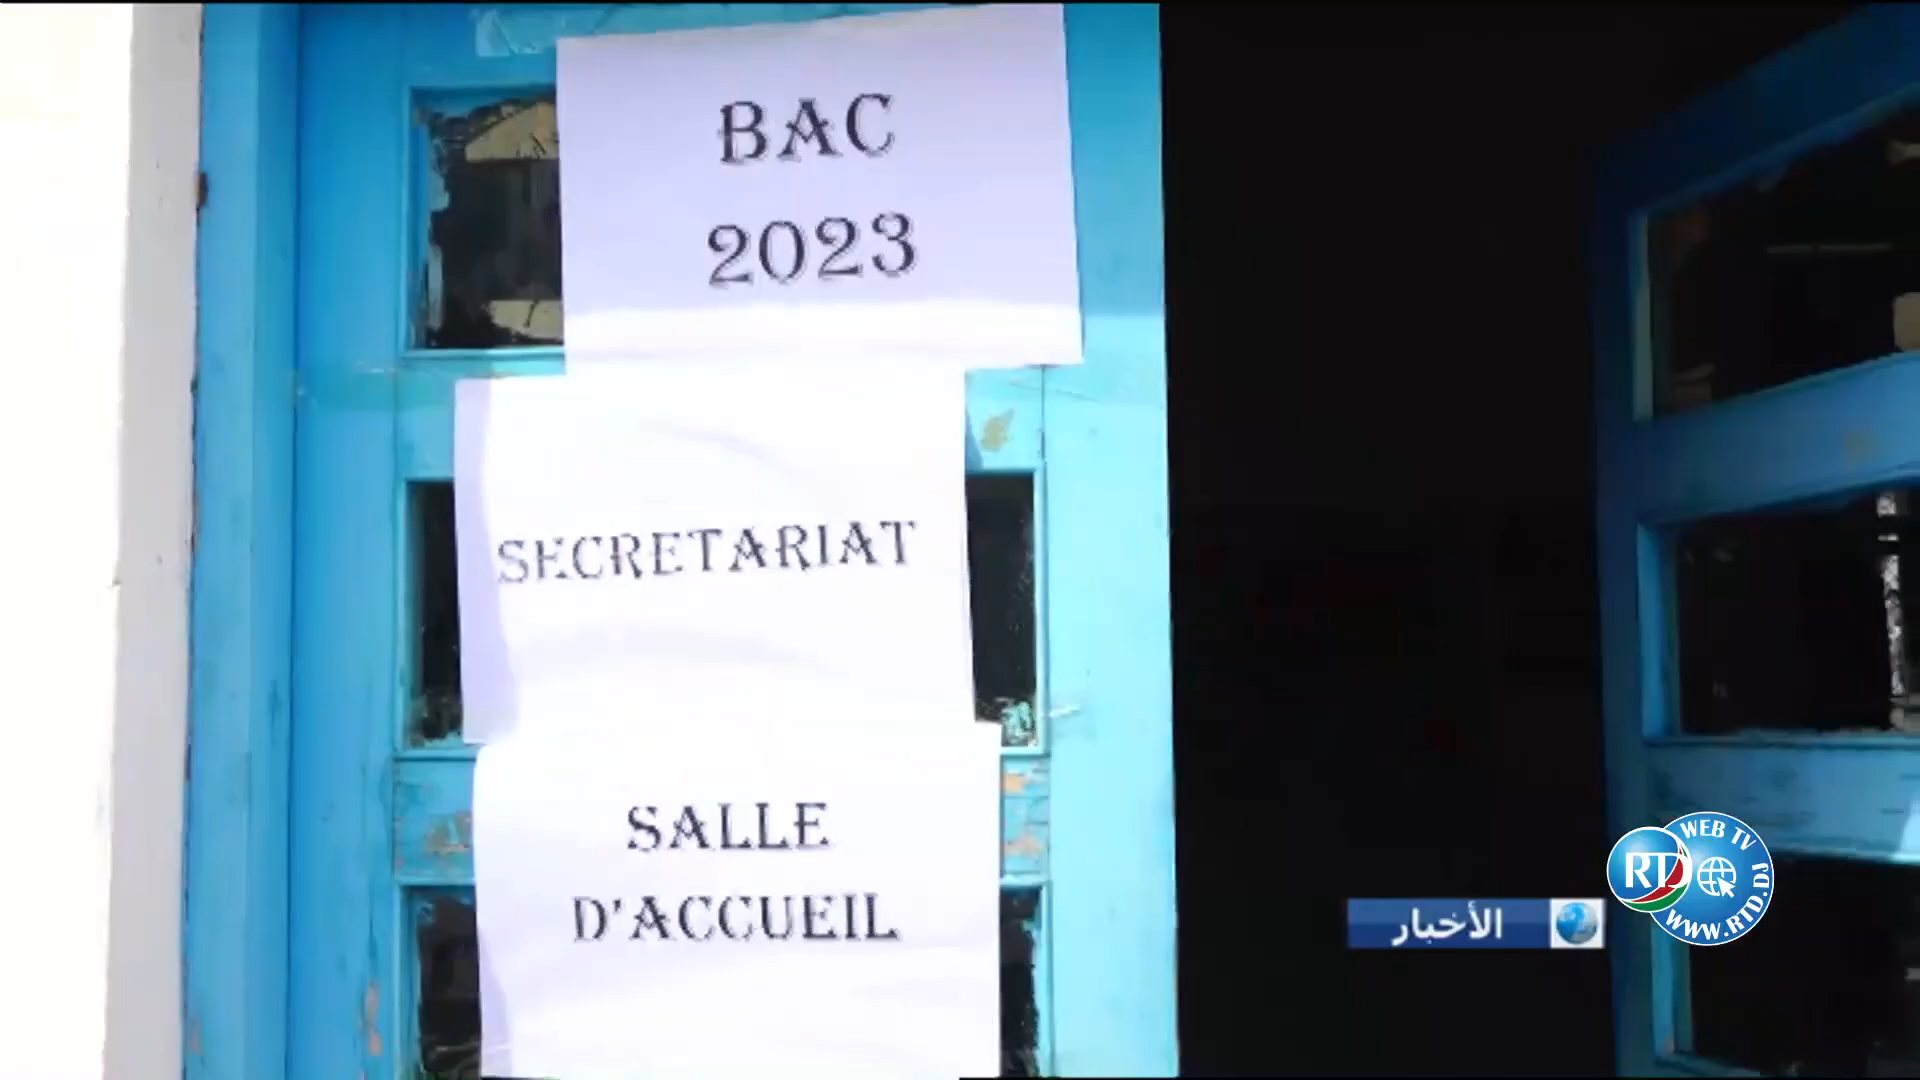 BAC
2023
SECRETARIAT
SALLE
D'ACCUEIL
الأخبار
RTD
WEB TV
WWW.RTD.DJ